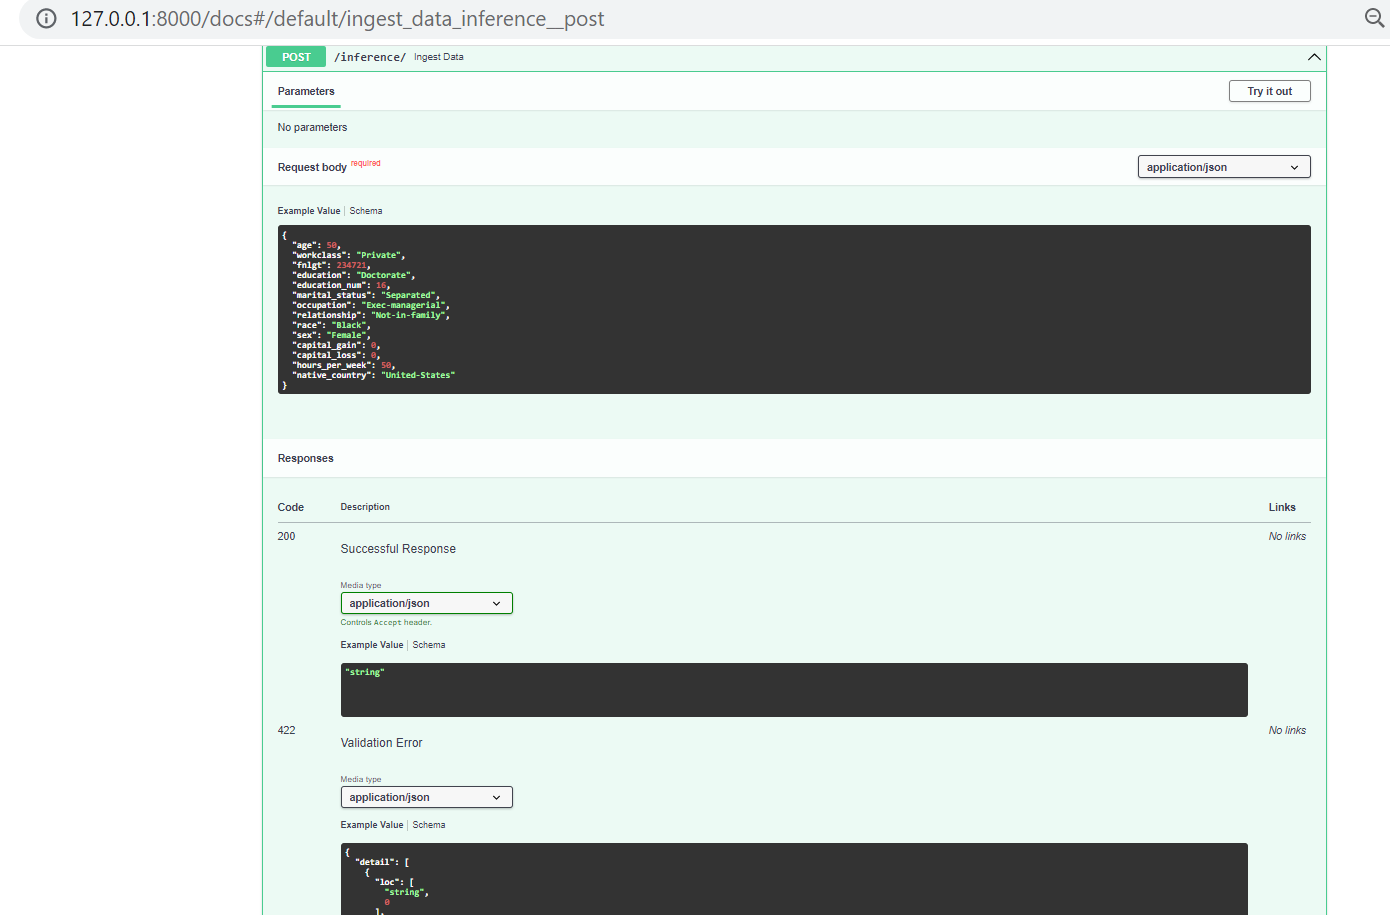 127.0.0.1:8000/docs#/default/ingest_data_inference__post
POST /inference/ Ingest Data
Parameters
Try it out
No parameters
Request body required
application/json
Example Value | Schema
{
"age": 50,
"workclass": "Private",
"fnlgt": 234721,
"education": "Doctorate",
"education_num": 16,
"marital_status": "Separated",
"occupation": "Exec-managerial",
"relationship": "Not-in-family",
"race": "Black",
"sex": "Female",
"capital_gain": 0,
"capital_loss": 0,
"hours_per_week": 50,
"native_country": "United-States"
}
Responses
Code Description Links
200 No links
Successful Response
Media type
application/json
Controls Accept header.
Example Value | Schema
"string"
422 No links
Validation Error
Media type
application/json
Example Value | Schema
{
"detail": [
{
"loc": [
"string",
0
],